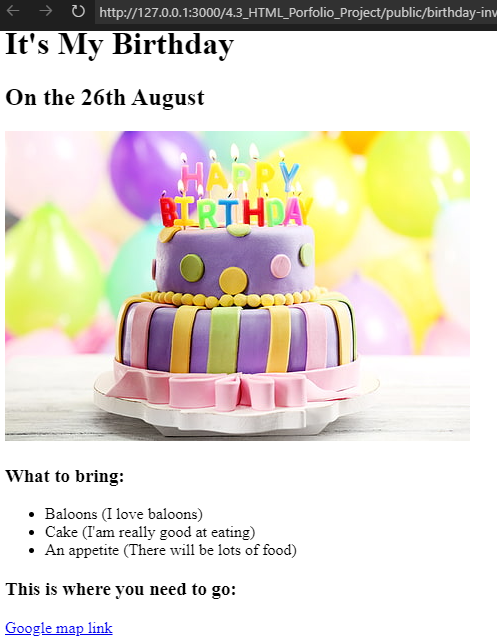 http://127.0.0.1:3000/4.3_HTML_Porfolio_Project/public/birthday-inv
It's My Birthday
On the 26th August
HAPPY
BIRTHDAY
What to bring:
Baloons (I love baloons)
Cake (I'am really good at eating)
An appetite (There will be lots of food)
This is where you need to go:
Google map link